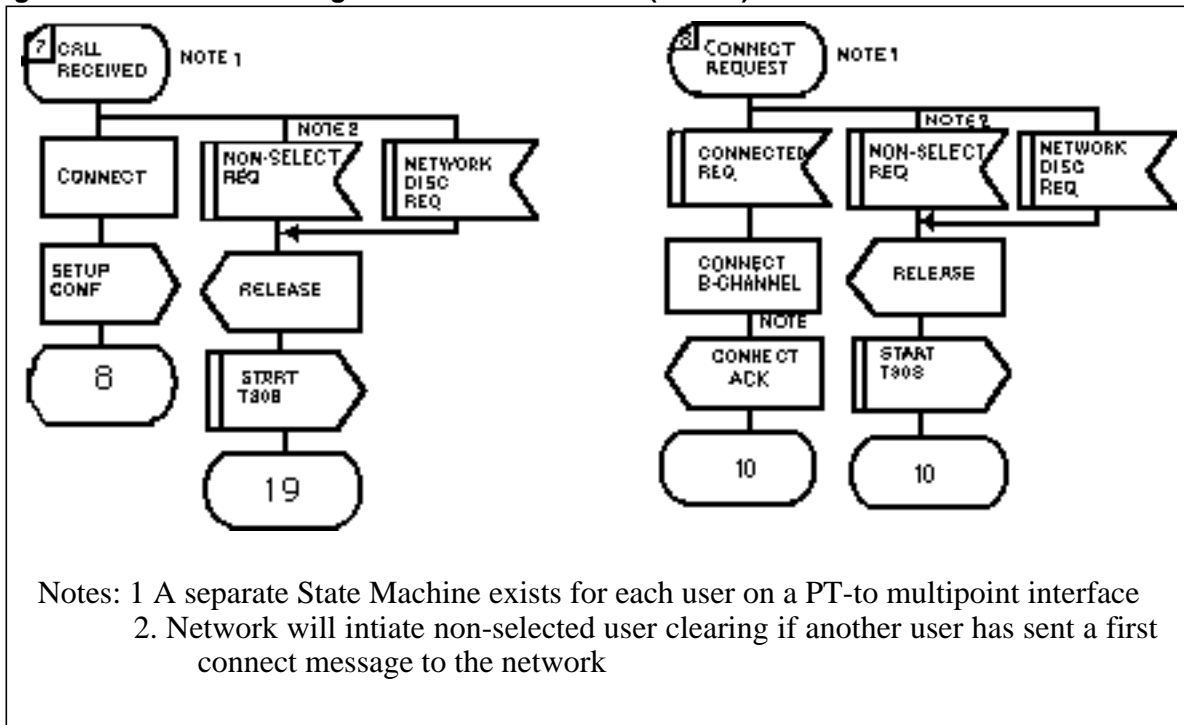 7
CALL
RECEIVED
NOTE 1
NOTE 2
CONNECT
NON-SELECT
REQ
NETWORK
DISC
REQ
SETUP
CONF
RELEASE
8
START
T308
19
8
CONNECT
REQUEST
NOTE 1
NOTE 2
CONNECTED
REQ
NON-SELECT
REQ
NETWORK
DISC
REQ
CONNECT
B-CHANNEL
RELEASE
NOTE
CONNECT
ACK
START
T308
10
10
Notes: 1 A separate State Machine exists for each user on a PT-to multipoint interface
2. Network will intiate non-selected user clearing if another user has sent a first
connect message to the network